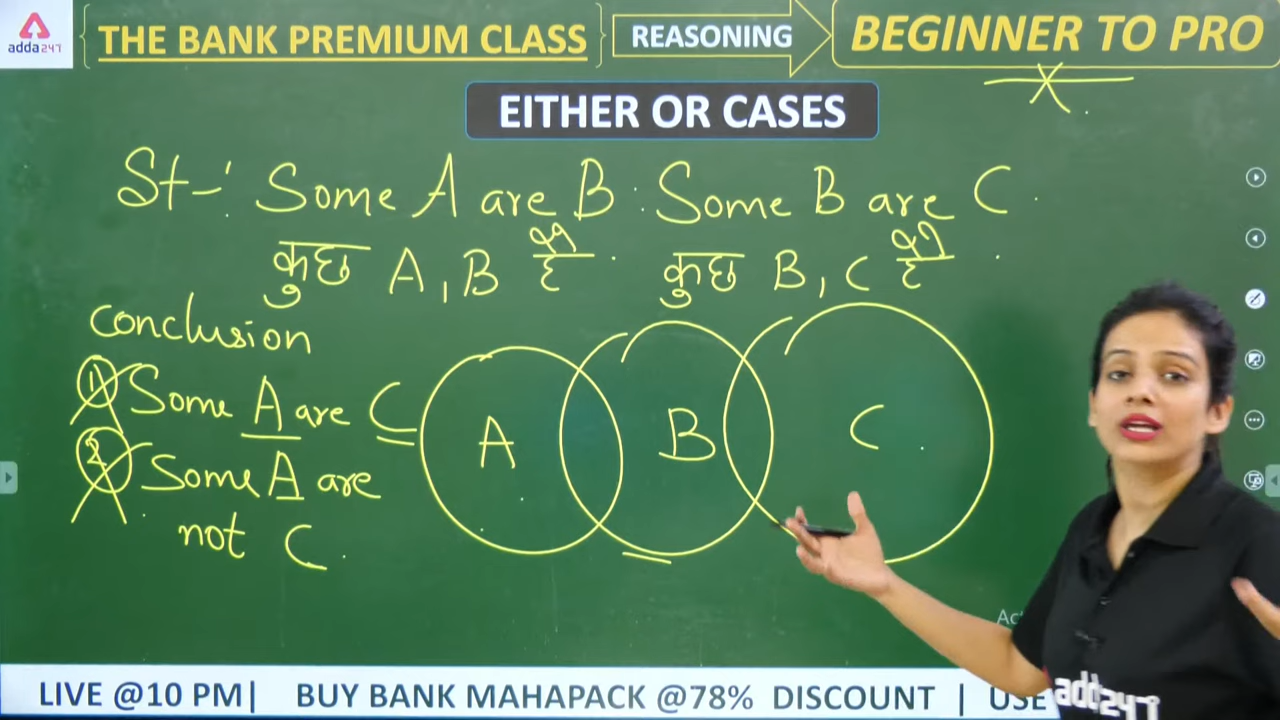 adda247
THE BANK PREMIUM CLASS
REASONING
BEGINNER TO PRO
EITHER OR CASES
St-: Some A are B . Some B are C .
कुछ A, B हैं . कुछ B, C हैं .
conclusion
1 Some A are C
2 Some A are
not C .
A B C
adda247
LIVE @10 PM| BUY BANK MAHAPACK @78% DISCOUNT | USE